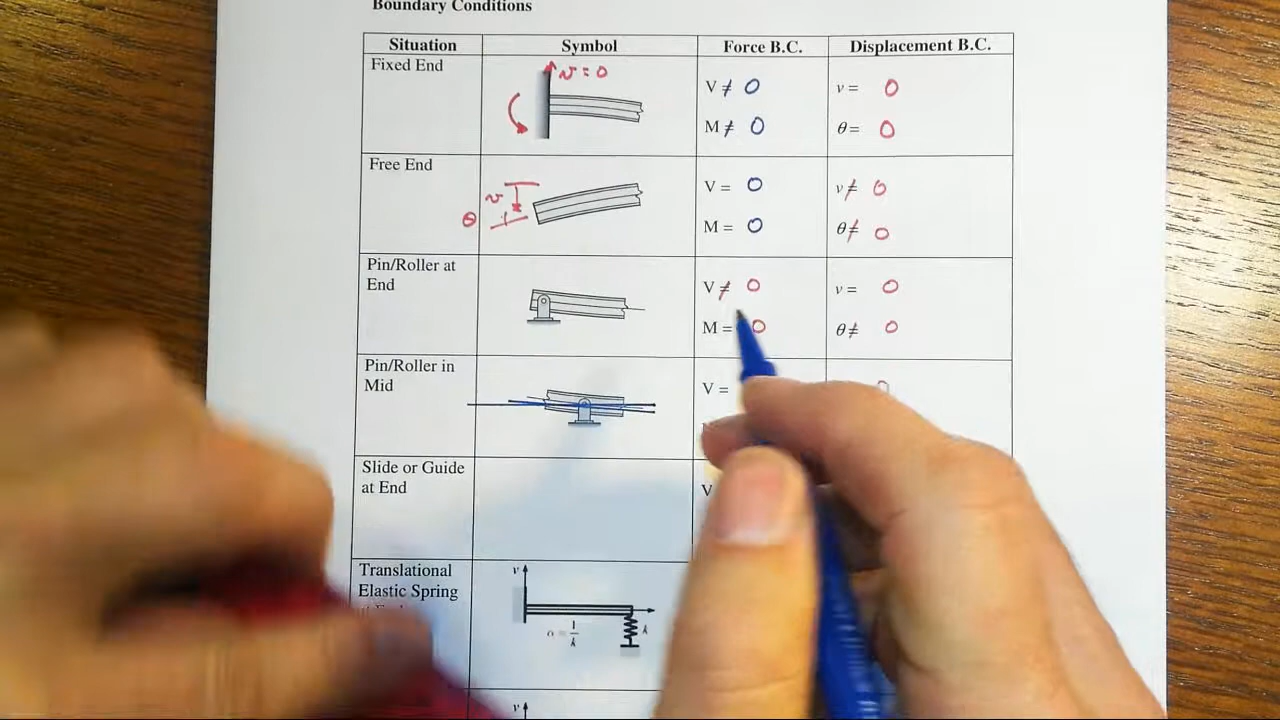 Boundary Conditions
Situation Symbol Force B.C. Displacement B.C.
Fixed End
v = 0
V ≠ 0
M ≠ 0
v = 0
θ = 0
Free End
v
θ
V = 0
M = 0
v ≠ 0
θ ≠ 0
Pin/Roller at
End
V ≠ 0
M = 0
v = 0
θ ≠ 0
Pin/Roller in
Mid
V =
Slide or Guide
at End
V
Translational
Elastic Spring
v
α = 1/k
k
v